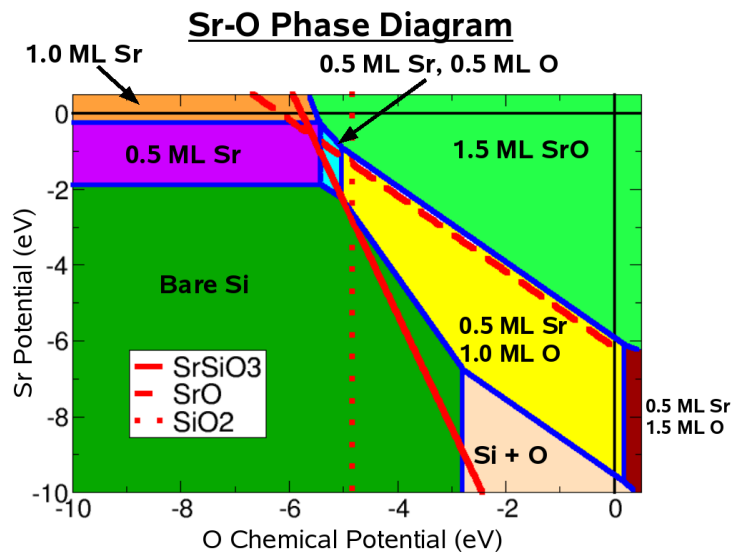 Sr-O Phase Diagram
1.0 ML Sr
0.5 ML Sr, 0.5 ML O
0.5 ML Sr
1.5 ML SrO
Bare Si
0.5 ML Sr
1.0 ML O
0.5 ML Sr
1.5 ML O
Si + O
SrSiO3
SrO
SiO2
Sr Potential (eV)
0
-2
-4
-6
-8
-10
-10
-8
-6
-4
-2
0
O Chemical Potential (eV)